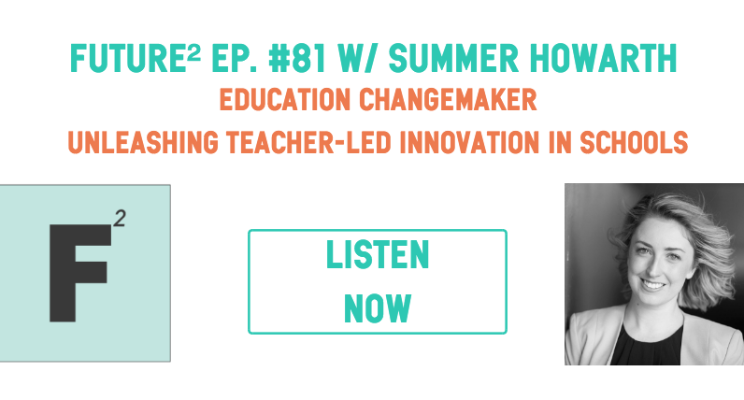 FUTURE² EP. #81 W/ SUMMER HOWARTH
EDUCATION CHANGEMAKER
UNLEASHING TEACHER-LED INNOVATION IN SCHOOLS
F²
LISTEN
NOW